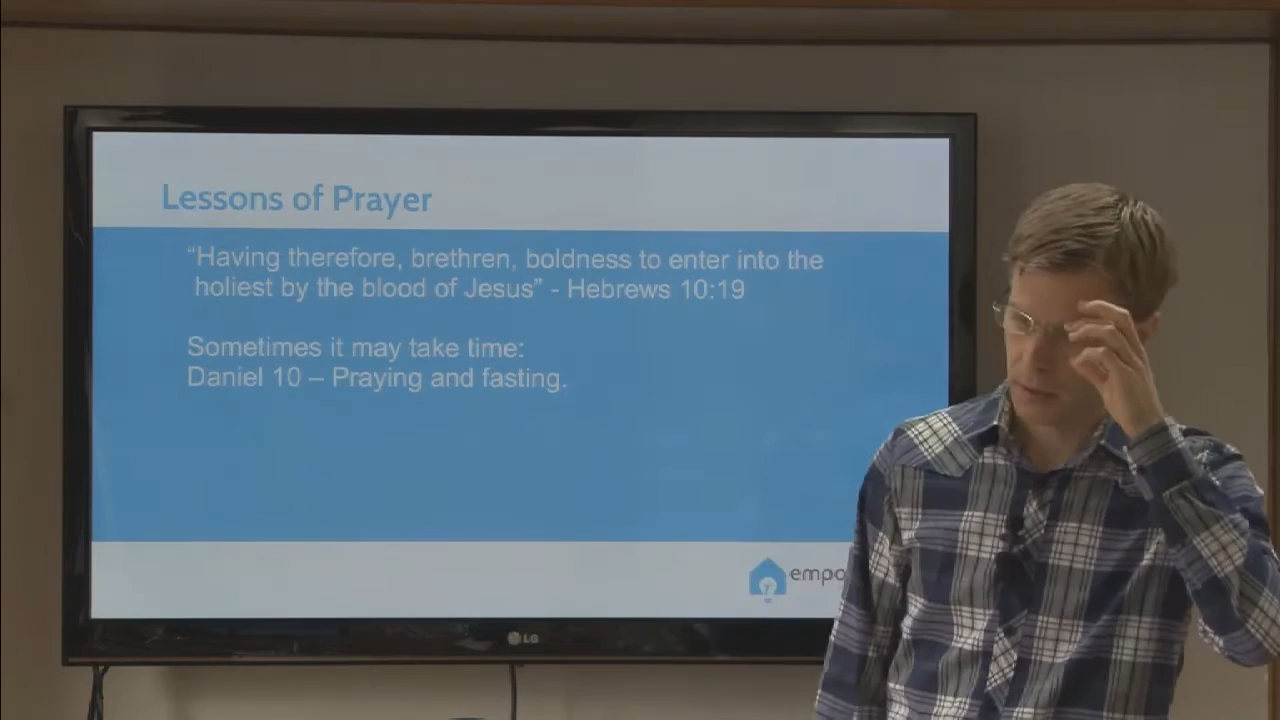 Lessons of Prayer
“Having therefore, brethren, boldness to enter into the
holiest by the blood of Jesus” - Hebrews 10:19
Sometimes it may take time:
Daniel 10 – Praying and fasting.
empo
LG